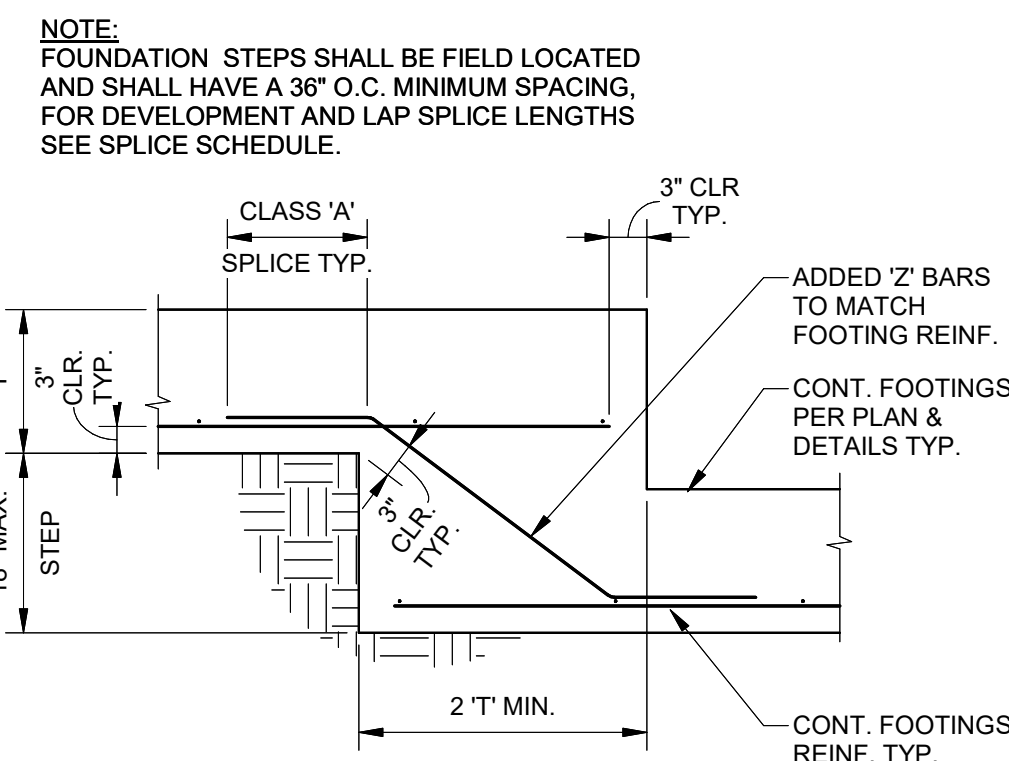 NOTE:
FOUNDATION STEPS SHALL BE FIELD LOCATED
AND SHALL HAVE A 36" O.C. MINIMUM SPACING,
FOR DEVELOPMENT AND LAP SPLICE LENGTHS
SEE SPLICE SCHEDULE.
CLASS 'A'
SPLICE TYP.
3" CLR
TYP.
ADDED 'Z' BARS
TO MATCH
FOOTING REINF.
3"
CLR.
TYP.
CONT. FOOTINGS
PER PLAN &
DETAILS TYP.
3"
CLR.
TYP.
MAX.
STEP
2 'T' MIN.
CONT. FOOTINGS
REINF. TYP.